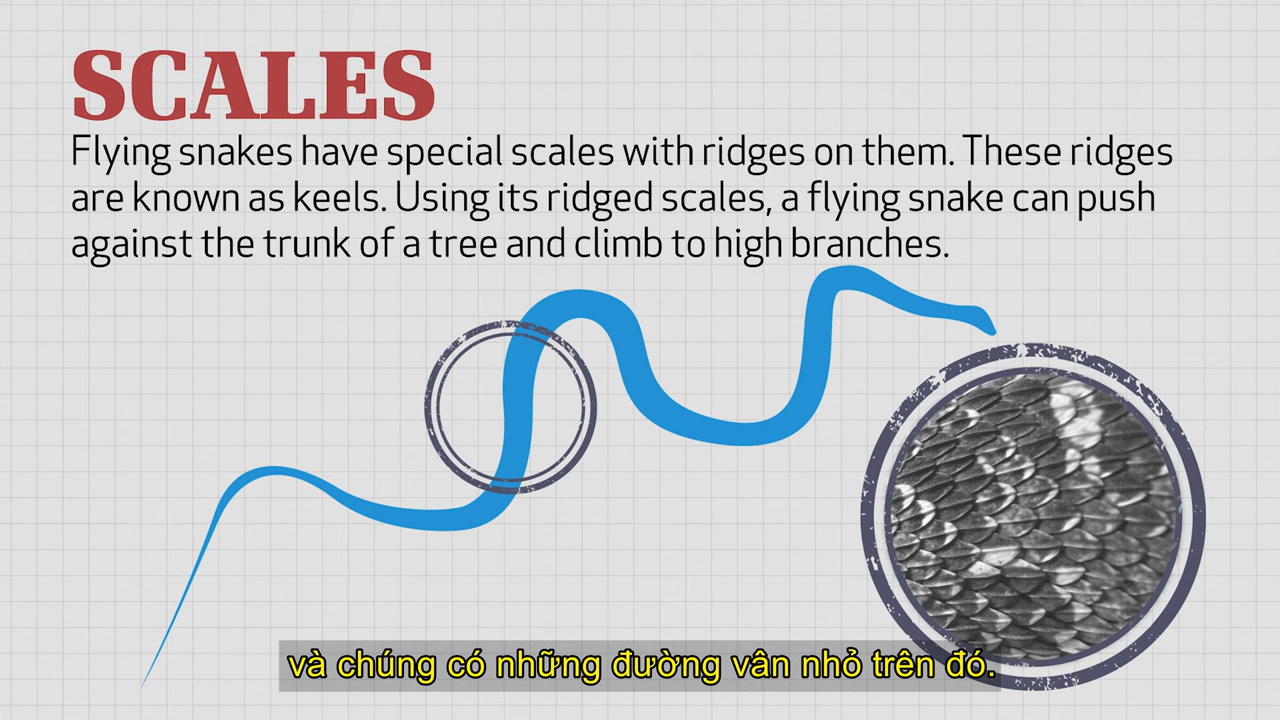 SCALES
Flying snakes have special scales with ridges on them. These ridges
are known as keels. Using its ridged scales, a flying snake can push
against the trunk of a tree and climb to high branches.
và chúng có những đường vân nhỏ trên đó.